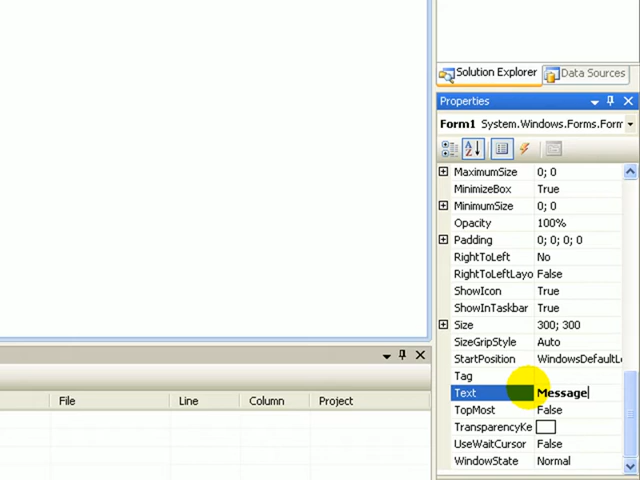 Solution Explorer Data Sources
Properties
Form1 System.Windows.Forms.Form
MaximumSize 0; 0
MinimizeBox True
MinimumSize 0; 0
Opacity 100%
Padding 0; 0; 0; 0
RightToLeft No
RightToLeftLayo False
ShowIcon True
ShowInTaskbar True
Size 300; 300
SizeGripStyle Auto
StartPosition WindowsDefaultLo
Tag
Text Message
TopMost False
TransparencyKe
UseWaitCursor False
WindowState Normal
File Line Column Project